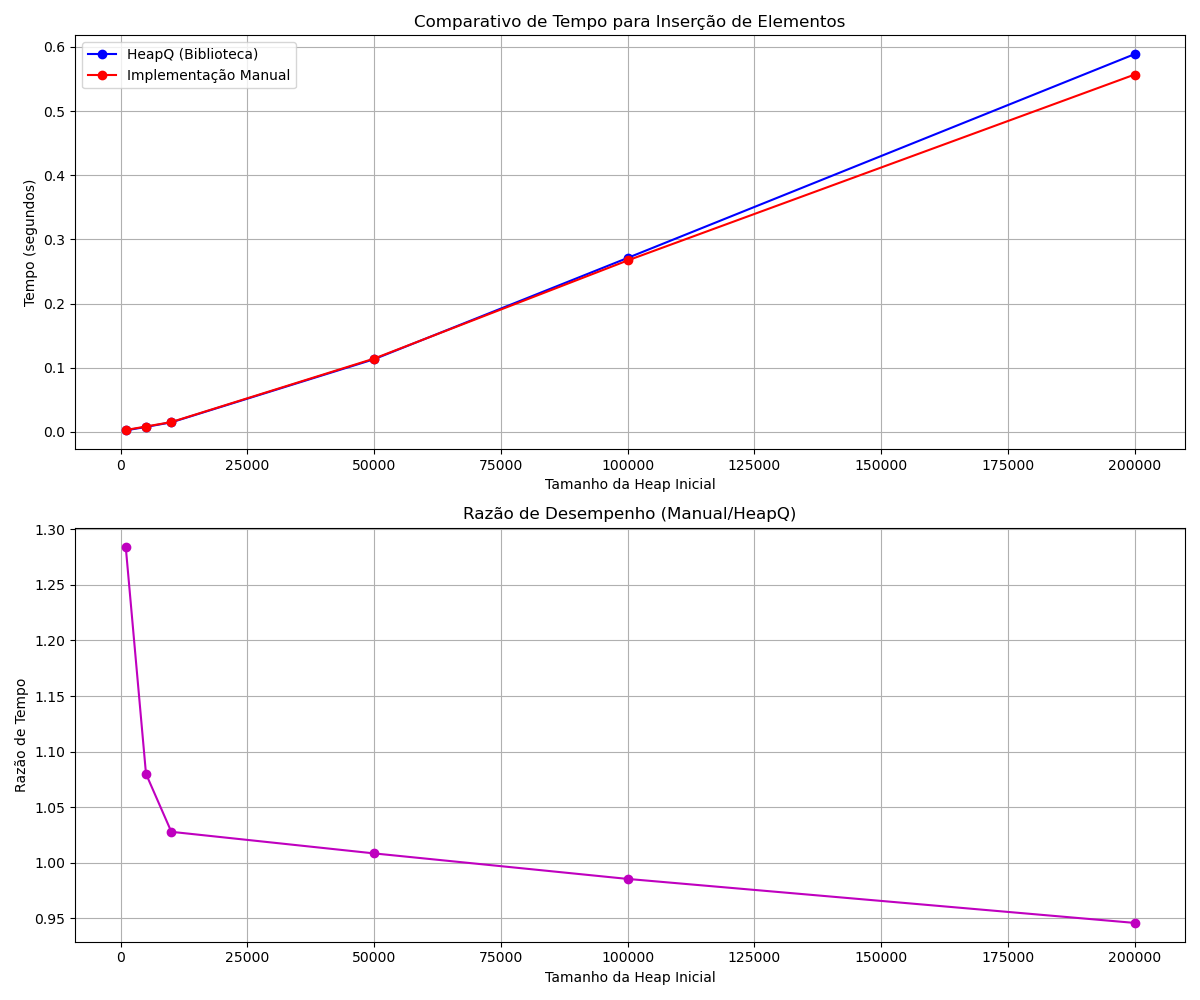 Comparativo de Tempo para Inserção de Elementos
HeapQ (Biblioteca)
Implementação Manual
Tempo (segundos)
0.6
0.5
0.4
0.3
0.2
0.1
0.0
0 25000 50000 75000 100000 125000 150000 175000 200000
Tamanho da Heap Inicial
Razão de Desempenho (Manual/HeapQ)
Razão de Tempo
1.30
1.25
1.20
1.15
1.10
1.05
1.00
0.95
0 25000 50000 75000 100000 125000 150000 175000 200000
Tamanho da Heap Inicial